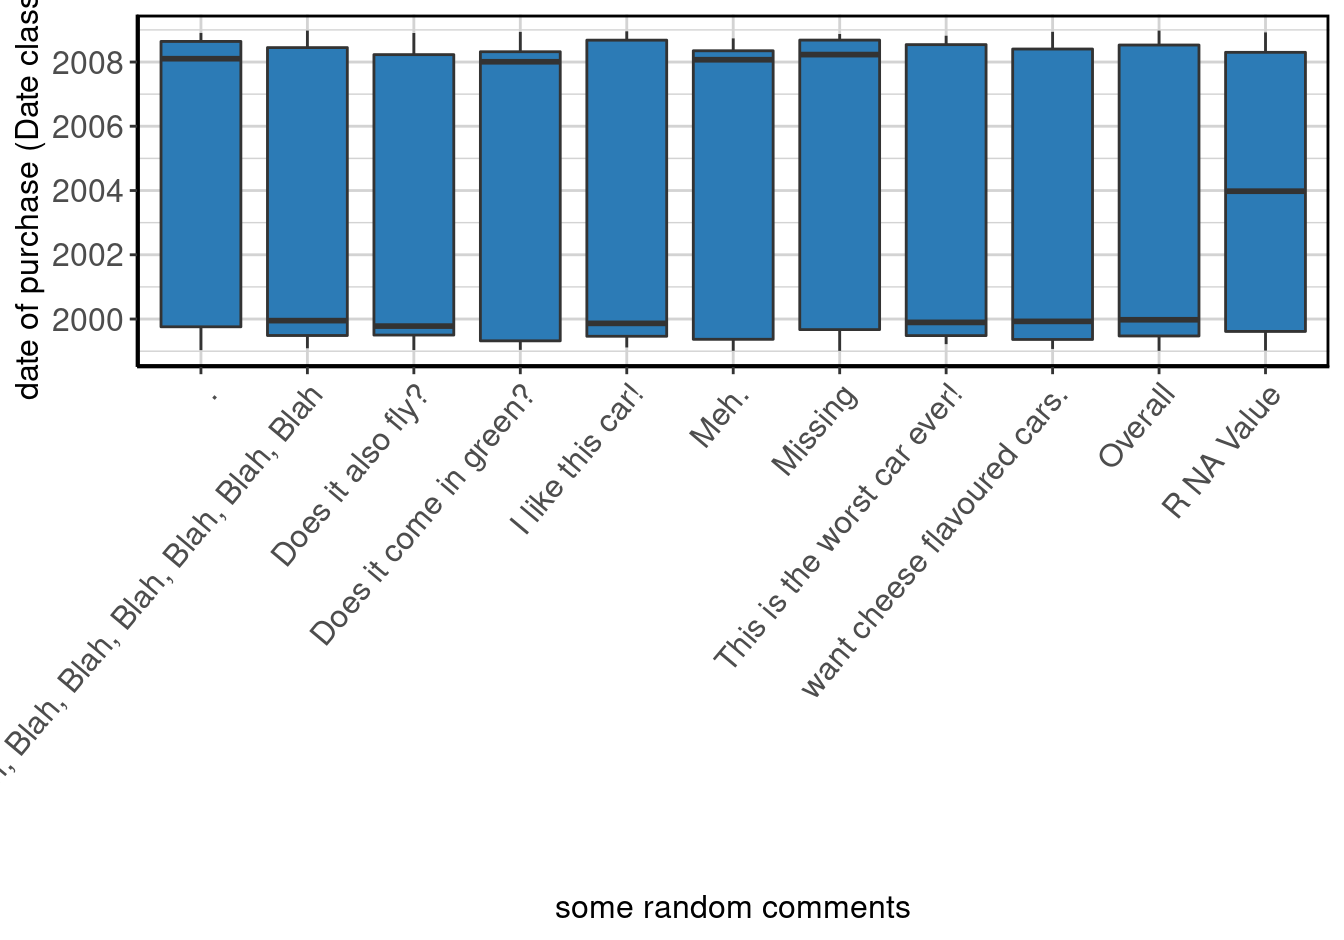 date of purchase (Date class
2008
2006
2004
2002
2000
.
, Blah, Blah, Blah, Blah, Blah, Blah
Does it also fly?
Does it come in green?
I like this car!
Meh.
Missing
This is the worst car ever!
want cheese flavoured cars.
Overall
R NA Value
some random comments